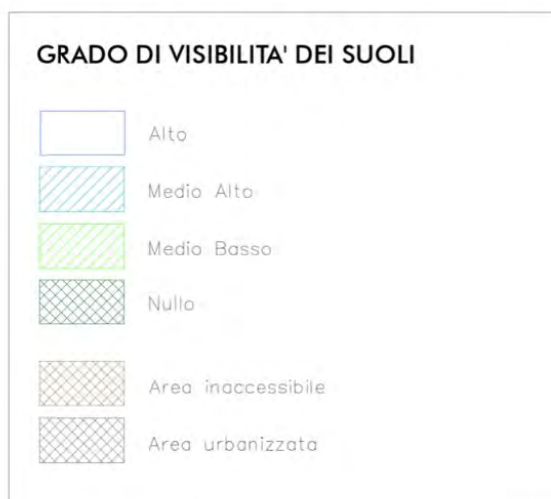 GRADO DI VISIBILITA' DEI SUOLI
Alto
Medio Alto
Medio Basso
Nullo
Area inaccessibile
Area urbanizzata